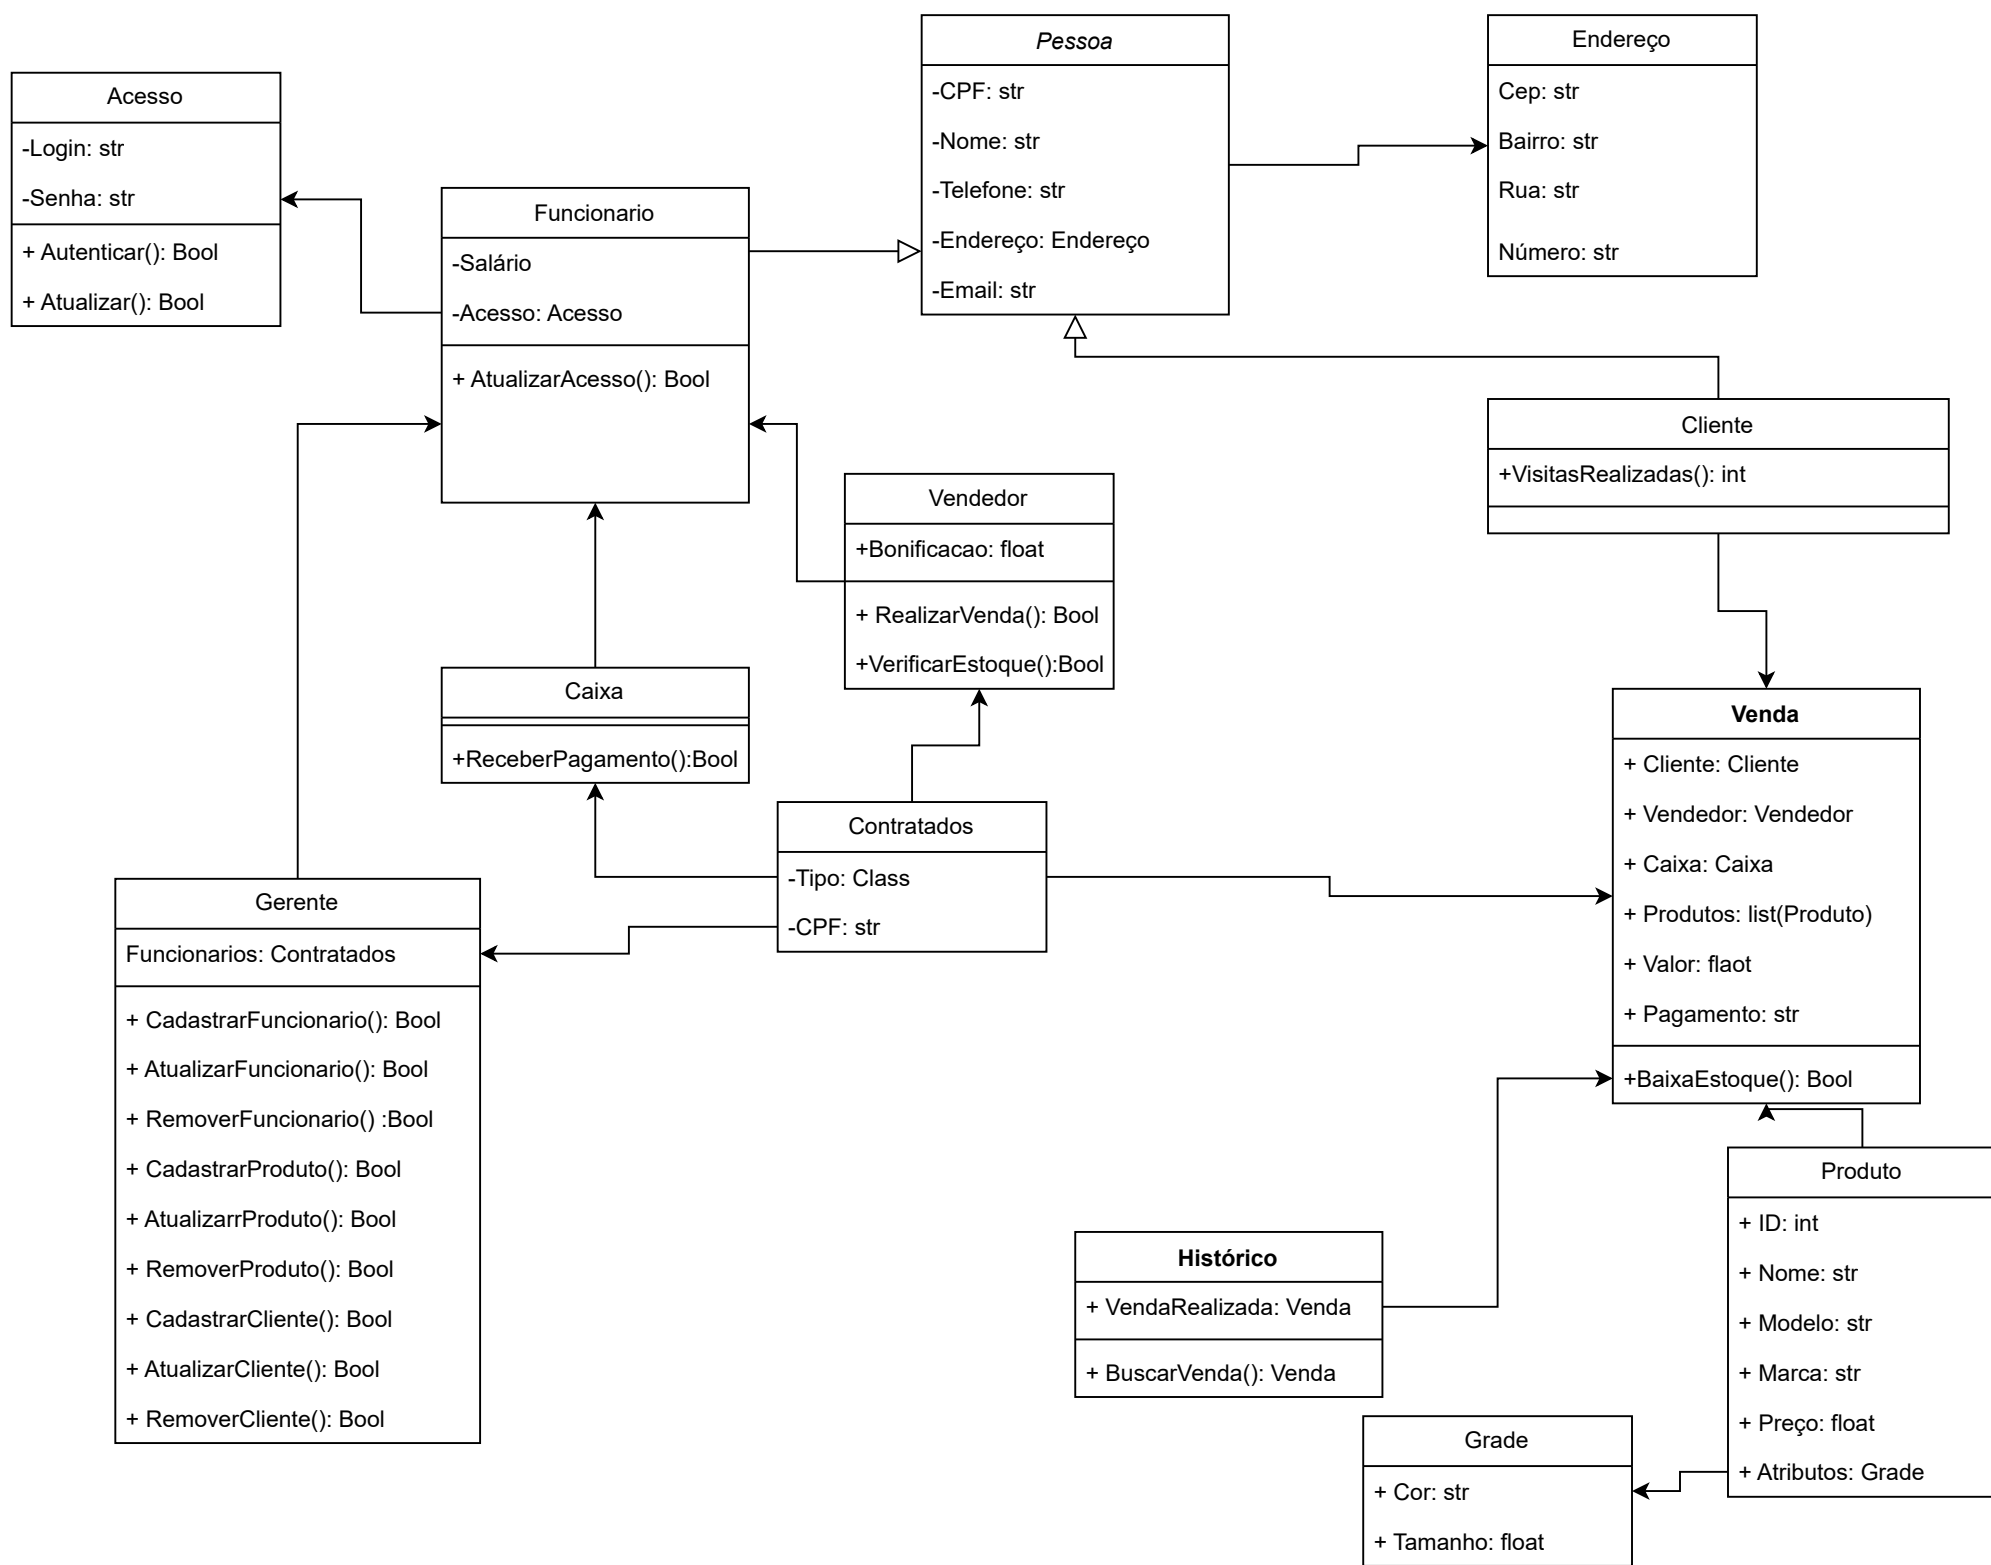 Pessoa
-CPF: str
-Nome: str
-Telefone: str
-Endereço: Endereço
-Email: str
Endereço
Cep: str
Bairro: str
Rua: str
Número: str
Acesso
-Login: str
-Senha: str
+ Autenticar(): Bool
+ Atualizar(): Bool
Funcionario
-Salário
-Acesso: Acesso
+ AtualizarAcesso(): Bool
Cliente
+VisitasRealizadas(): int
Vendedor
+Bonificacao: float
+ RealizarVenda(): Bool
+VerificarEstoque():Bool
Caixa
+ReceberPagamento():Bool
Contratados
-Tipo: Class
-CPF: str
Venda
+ Cliente: Cliente
+ Vendedor: Vendedor
+ Caixa: Caixa
+ Produtos: list(Produto)
+ Valor: flaot
+ Pagamento: str
+BaixaEstoque(): Bool
Gerente
Funcionarios: Contratados
+ CadastrarFuncionario(): Bool
+ AtualizarFuncionario(): Bool
+ RemoverFuncionario() :Bool
+ CadastrarProduto(): Bool
+ AtualizarrProduto(): Bool
+ RemoverProduto(): Bool
+ CadastrarCliente(): Bool
+ AtualizarCliente(): Bool
+ RemoverCliente(): Bool
Produto
+ ID: int
+ Nome: str
+ Modelo: str
+ Marca: str
+ Preço: float
+ Atributos: Grade
Histórico
+ VendaRealizada: Venda
+ BuscarVenda(): Venda
Grade
+ Cor: str
+ Tamanho: float